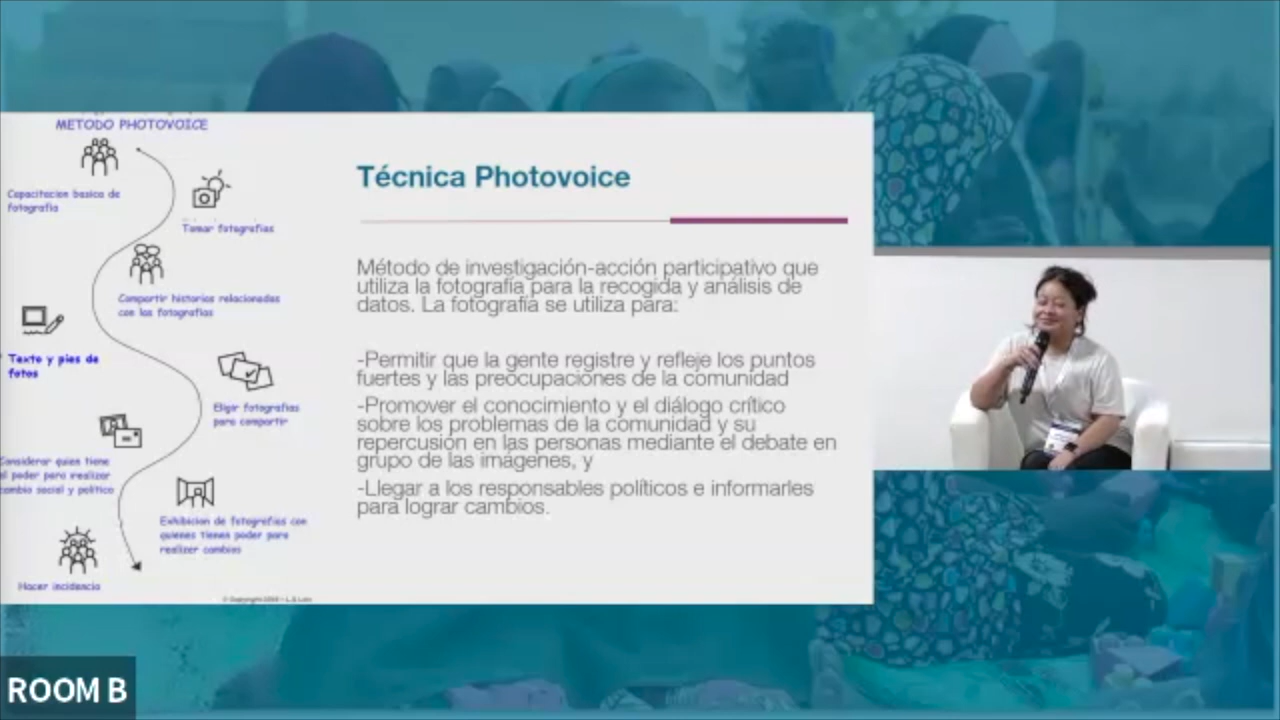 METODO PHOTOVOICE
Capacitacion basica de
fotografia
Tomar fotografias
Compartir historias relacionadas
con las fotografias
Texto y pies de
fotos
Eligir fotografias
para compartir
Considerar quien tiene
el poder para realizar
cambio social y politico
Exhibicion de fotografias con
quienes tienen poder para
realizar cambios
Hacer incidencia
Técnica Photovoice
Método de investigación-acción participativo que
utiliza la fotografía para la recogida y análisis de
datos. La fotografía se utiliza para:
-Permitir que la gente registre y refleje los puntos
fuertes y las preocupaciones de la comunidad
-Promover el conocimiento y el diálogo crítico
sobre los problemas de la comunidad y su
repercusión en las personas mediante el debate en
grupo de las imágenes, y
-Llegar a los responsables políticos e informarles
para lograr cambios.
ROOM B